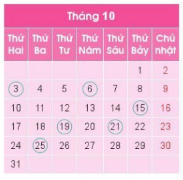 Tháng 10
Thứ Hai Thứ Ba Thứ Tư Thứ Năm Thứ Sáu Thứ Bảy Chủ nhật
1 2
3 4 5 6 7 8 9
10 11 12 13 14 15 16
17 18 19 20 21 22 23
24 25 26 27 28 29 30
31